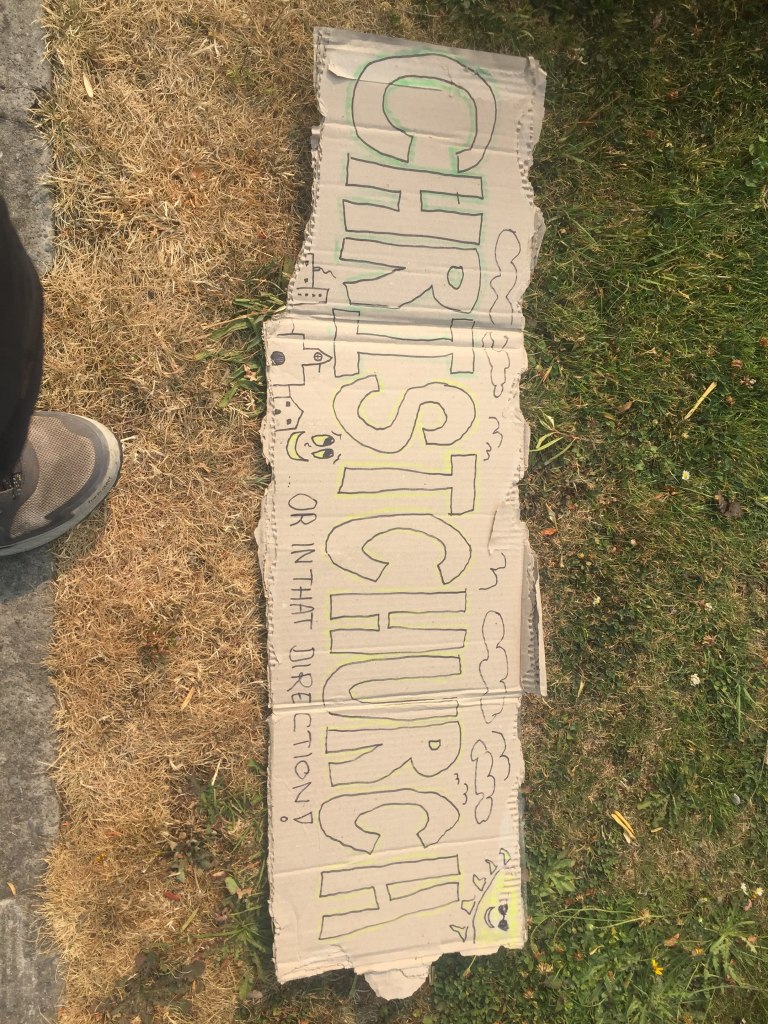 CHRISTCHURCH
OR IN THAT DIRECTION!